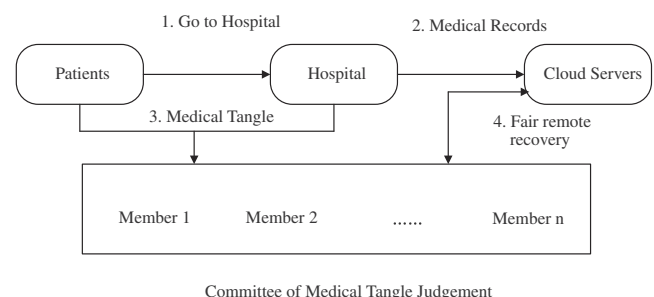 1. Go to Hospital
2. Medical Records
Patients
Hospital
Cloud Servers
3. Medical Tangle
4. Fair remote
recovery
Member 1
Member 2
......
Member n
Committee of Medical Tangle Judgement